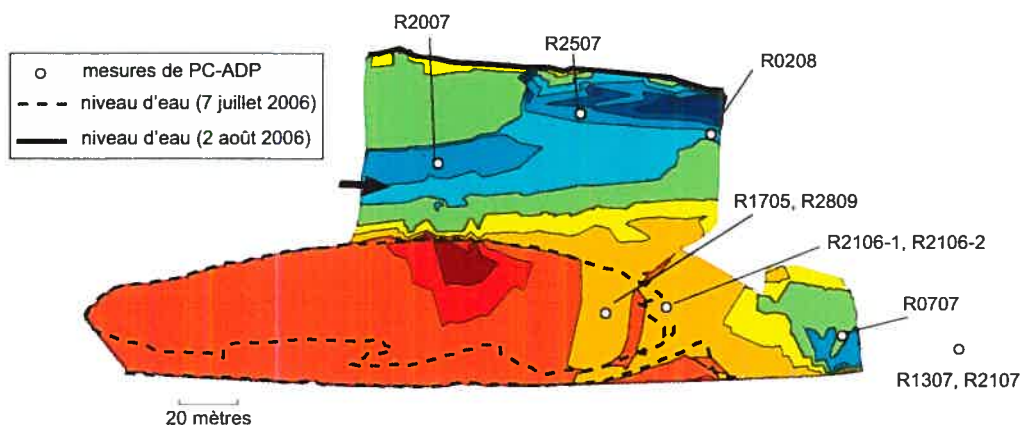 R2007
R2507
R0208
mesures de PC-ADP
niveau d'eau (7 juillet 2006)
niveau d'eau (2 août 2006)
R1705, R2809
R2106-1, R2106-2
R0707
R1307, R2107
20 mètres